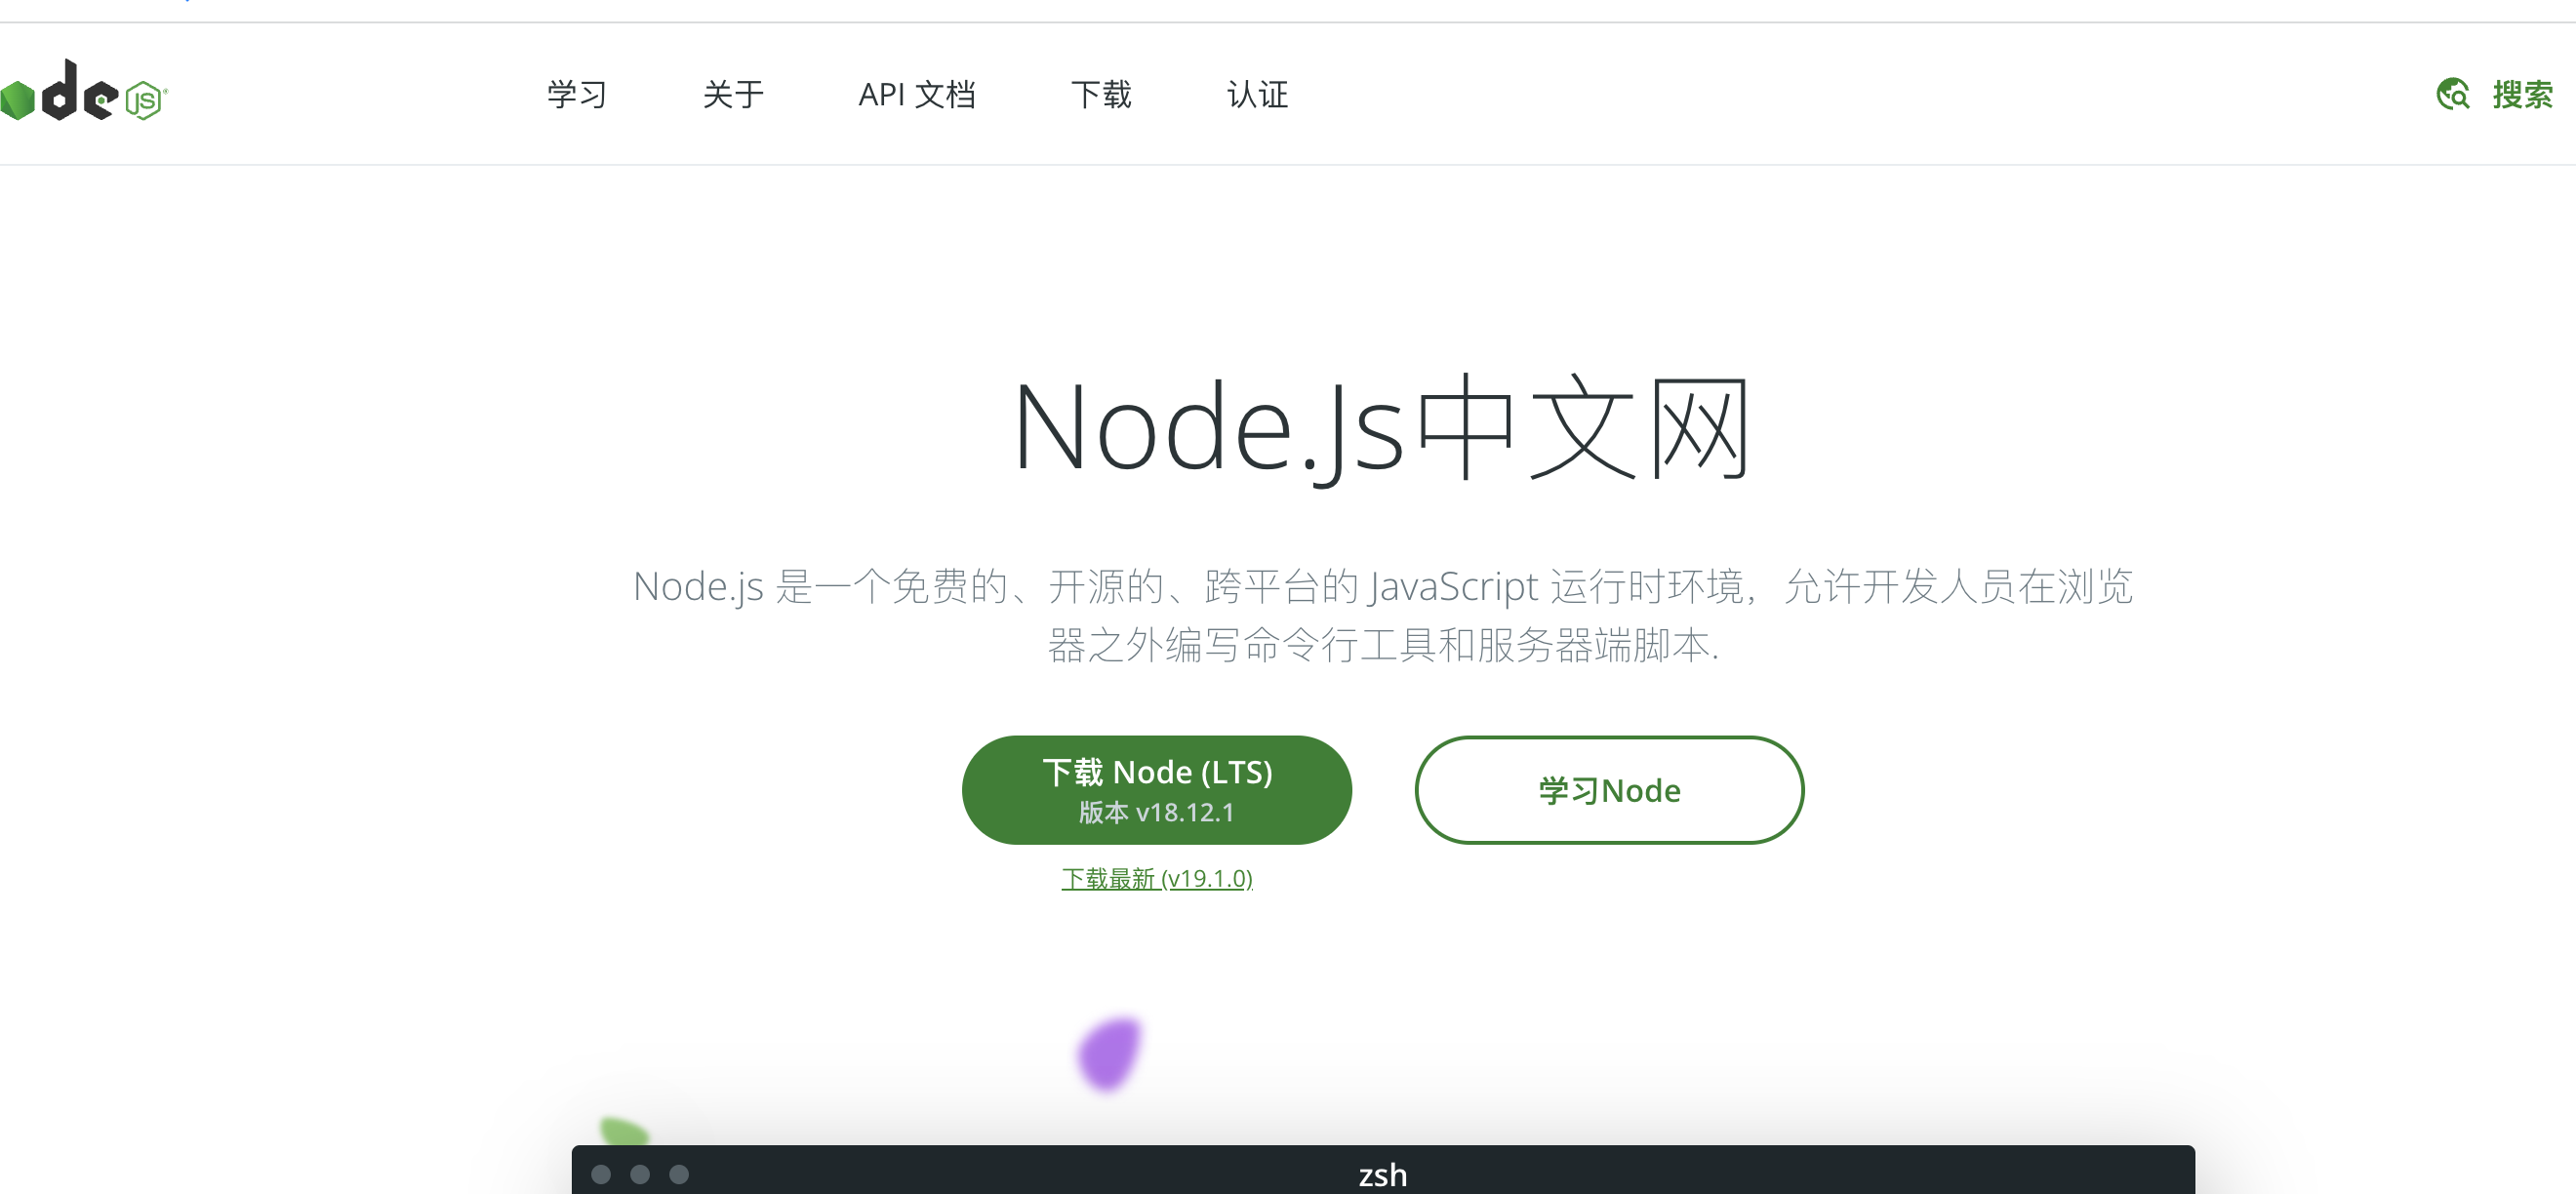 ode JS
学习 关于 API 文档 下载 认证 搜索
Node.Js中文网
Node.js 是一个免费的、开源的、跨平台的 JavaScript 运行时环境，允许开发人员在浏览
器之外编写命令行工具和服务器端脚本.
下载 Node (LTS)
版本 v18.12.1
学习Node
下载最新 (v19.1.0)
zsh